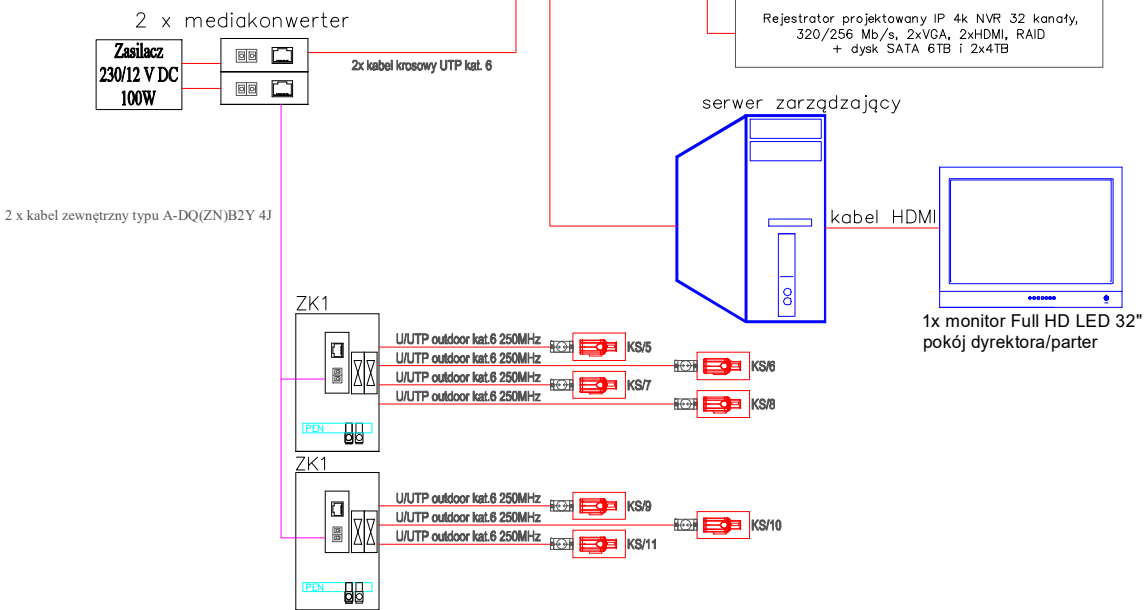 2 x mediakonwerter
Zasilacz
230/12 V DC
100W
2x kabel krosowy UTP kat. 6
Rejestrator projektowany IP 4k NVR 32 kanały,
320/256 Mb/s, 2xVGA, 2xHDMI, RAID
+ dysk SATA 6TB i 2x4TB
serwer zarządzający
2 x kabel zewnętrzny typu A-DQ(ZN)B2Y 4J
kabel HDMI
1x monitor Full HD LED 32"
pokój dyrektora/parter
ZK1
U/UTP outdoor kat.6 250MHz
KS/5
U/UTP outdoor kat.6 250MHz
KS/6
U/UTP outdoor kat.6 250MHz
KS/7
U/UTP outdoor kat.6 250MHz
KS/8
PEN
ZK1
U/UTP outdoor kat.6 250MHz
KS/9
U/UTP outdoor kat.6 250MHz
KS/10
U/UTP outdoor kat.6 250MHz
KS/11
PEN